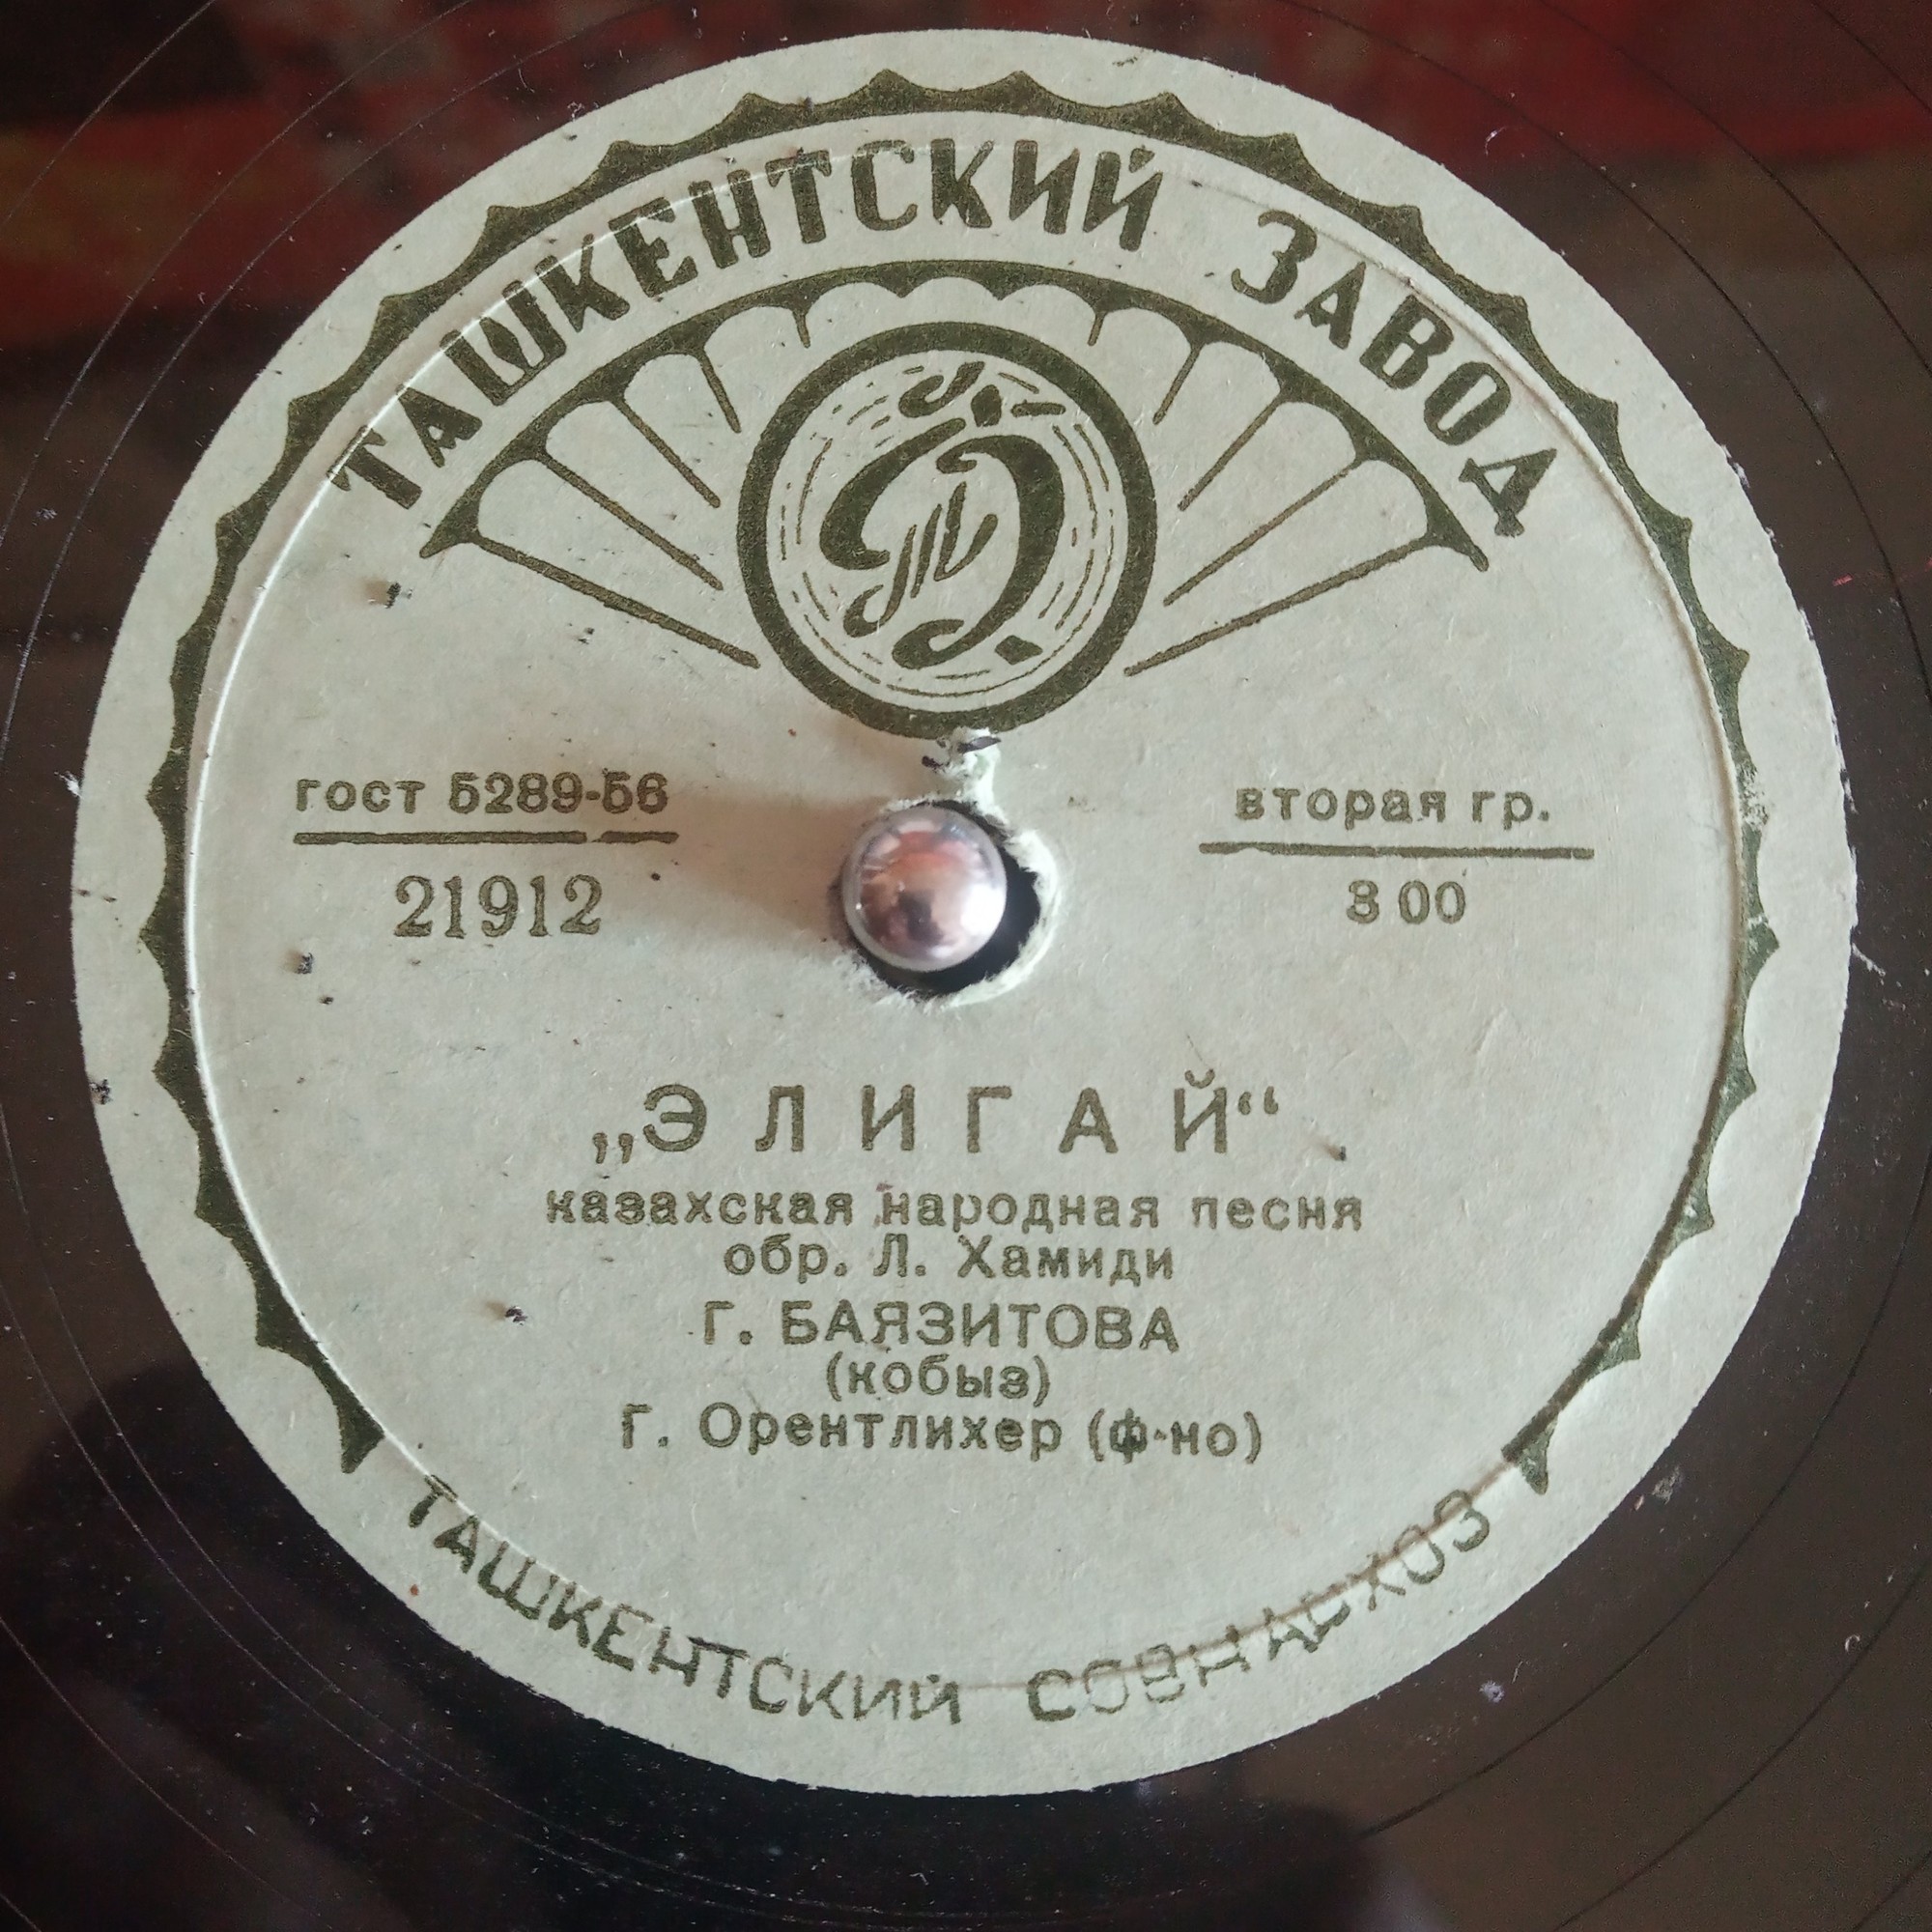 ТАШКЕНТСКИЙ ЗАВОД
гост 5289-56
21912
вторая гр.
3 00
„ЭЛИГАЙ“
казахская народная песня
обр. Л. Хамиди
Г. БАЯЗИТОВА
(кобыз)
Г. Орентлихер (ф-но)
ТАШКЕНТСКИЙ СОВНАРХОЗ